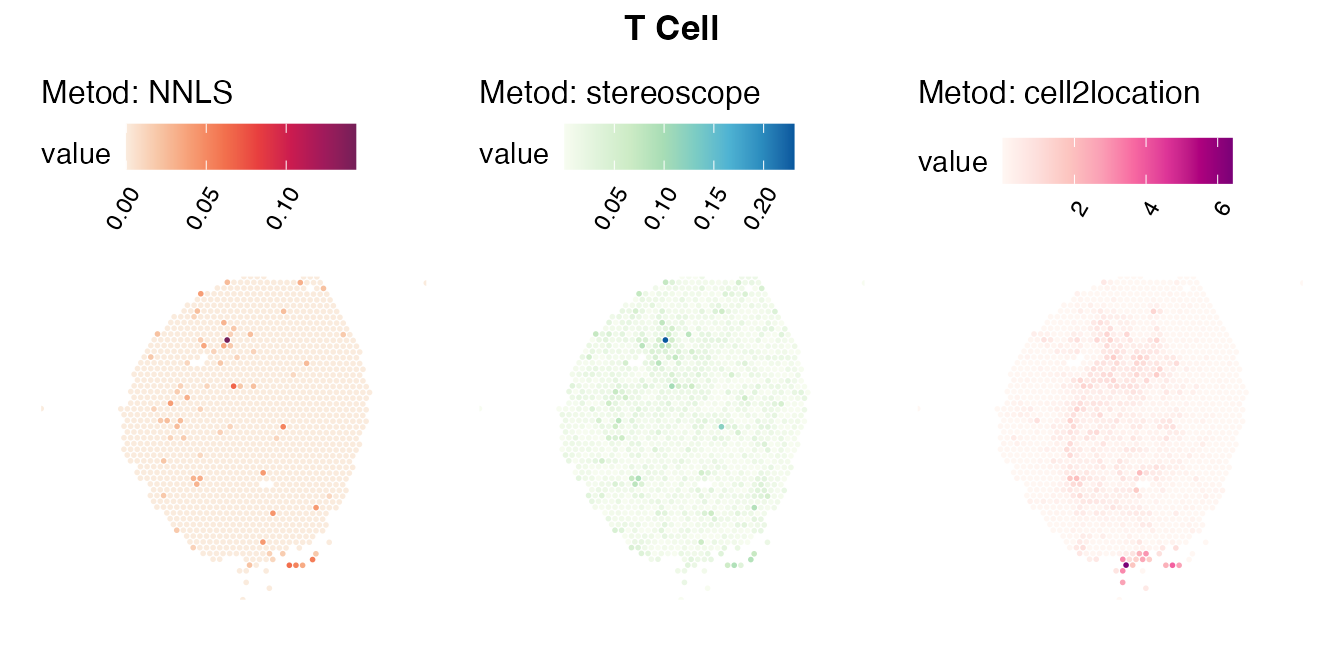 T Cell
Metod: NNLS
value
0.00
0.05
0.10
Metod: stereoscope
value
0.05
0.10
0.15
0.20
Metod: cell2location
value
2
4
6